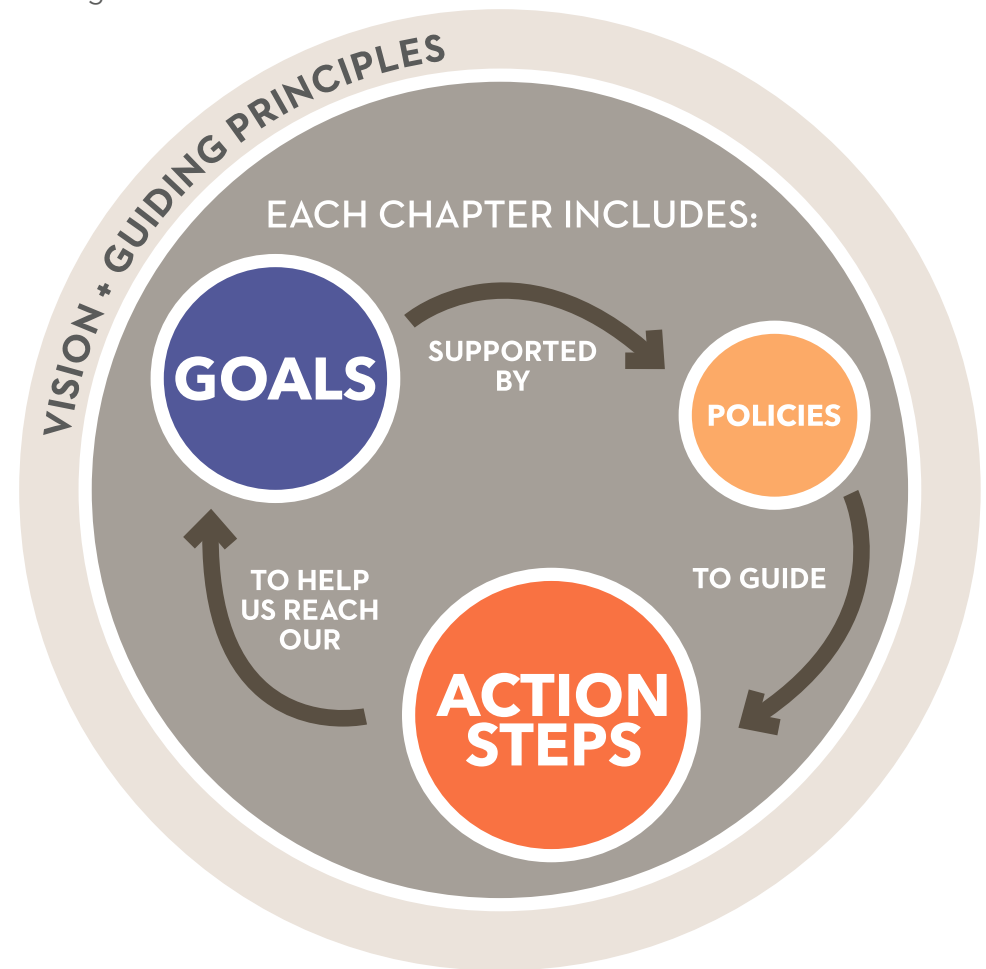 VISION + GUIDING PRINCIPLES
EACH CHAPTER INCLUDES:
GOALS
SUPPORTED
BY
POLICIES
TO GUIDE
ACTION
STEPS
TO HELP
US REACH
OUR